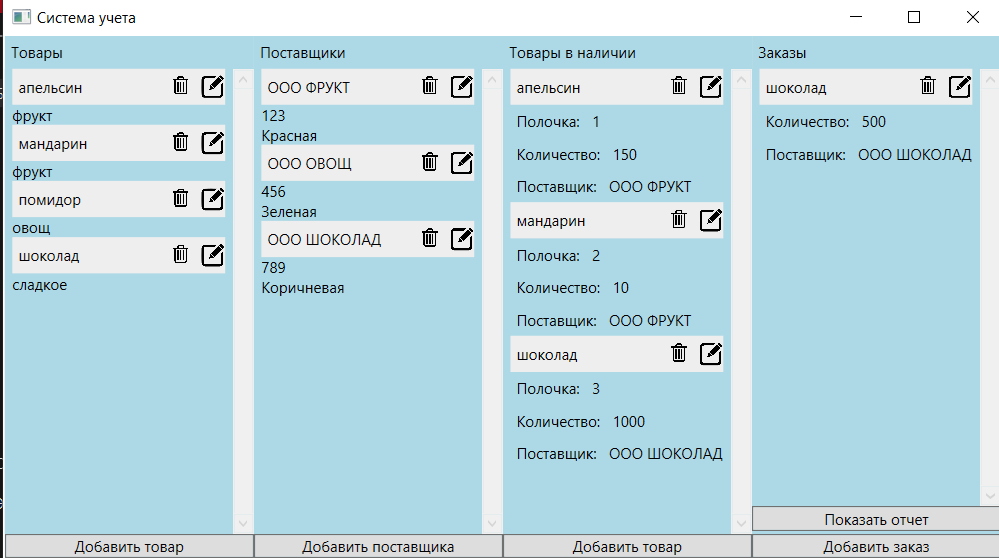 Система учета
Товары
апельсин
фрукт
мандарин
фрукт
помидор
овощ
шоколад
сладкое
Добавить товар
Поставщики
ООО ФРУКТ
123
Красная
ООО ОВОЩ
456
Зеленая
ООО ШОКОЛАД
789
Коричневая
Добавить поставщика
Товары в наличии
апельсин
Полочка: 1
Количество: 150
Поставщик: ООО ФРУКТ
мандарин
Полочка: 2
Количество: 10
Поставщик: ООО ФРУКТ
шоколад
Полочка: 3
Количество: 1000
Поставщик: ООО ШОКОЛАД
Добавить товар
Заказы
шоколад
Количество: 500
Поставщик: ООО ШОКОЛАД
Показать отчет
Добавить заказ